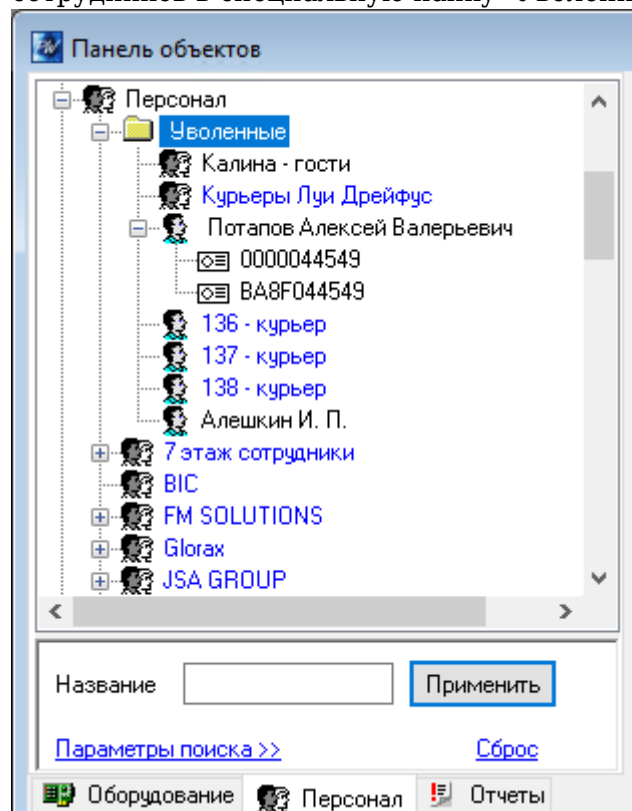 Панель объектов
Персонал
Уволенные
Калина - гости
Курьеры Луи Дрейфус
Потапов Алексей Валерьевич
0000044549
BA8F044549
136 - курьер
137 - курьер
138 - курьер
Алешкин И. П.
7 этаж сотрудники
BIC
FM SOLUTIONS
Glorax
JSA GROUP
Название
Применить
Параметры поиска >>
Сброс
Оборудование
Персонал
Отчеты